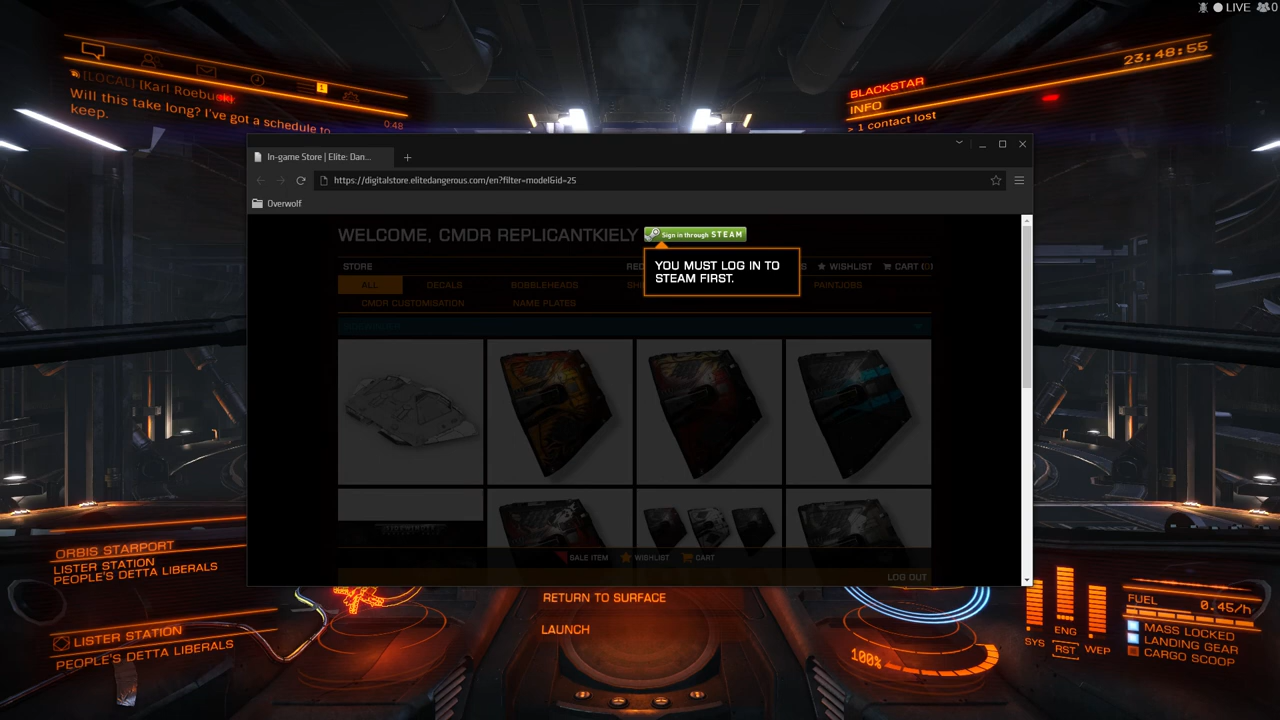 LIVE 0
[LOCAL] [Karl Roebuck]
Will this take long? I've got a schedule to
keep.
0:48
1
BLACKSTAR
INFO
> 1 contact lost
23:48:55
In-game Store | Elite: Dan...
https://digitalstore.elitedangerous.com/en?filter=model&id=25
Overwolf
WELCOME, CMDR REPLICANTKIELY
Sign in through STEAM
YOU MUST LOG IN TO
STEAM FIRST.
STORE
WISHLIST
CART
ALL
DECALS
BOBBLEHEADS
PAINTJOBS
CMDR CUSTOMISATION
NAME PLATES
SALE ITEM
WISHLIST
CART
LOG OUT
ORBIS STARPORT
LISTER STATION
PEOPLE'S DETTA LIBERALS
LISTER STATION
PEOPLE'S DETTA LIBERALS
RETURN TO SURFACE
LAUNCH
100%
SYS
ENG
RST
WEP
FUEL
0.45/h
MASS LOCKED
LANDING GEAR
CARGO SCOOP